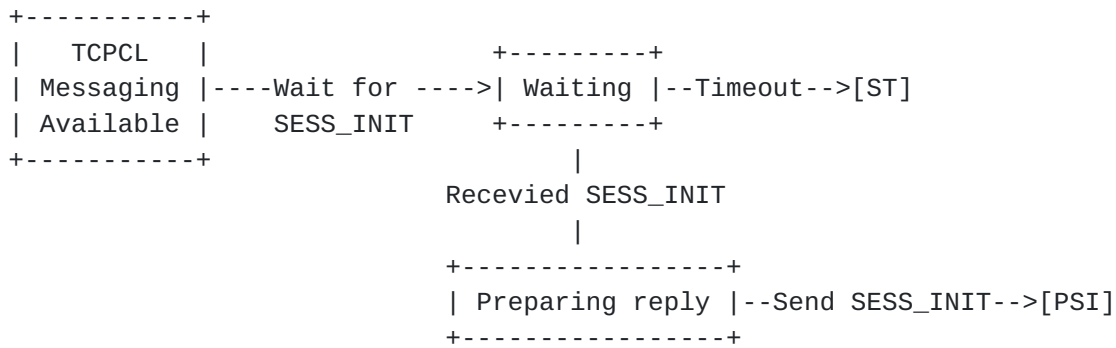 +-----------+
|   TCPCL   |                +---------+
| Messaging |----Wait for ---->| Waiting |--Timeout-->[ST]
| Available |    SESS_INIT     +---------+
+-----------+                       |
                            Recevied SESS_INIT
                                    |
                            +-----------------+
                            | Preparing reply |--Send SESS_INIT-->[PSI]
                            +-----------------+